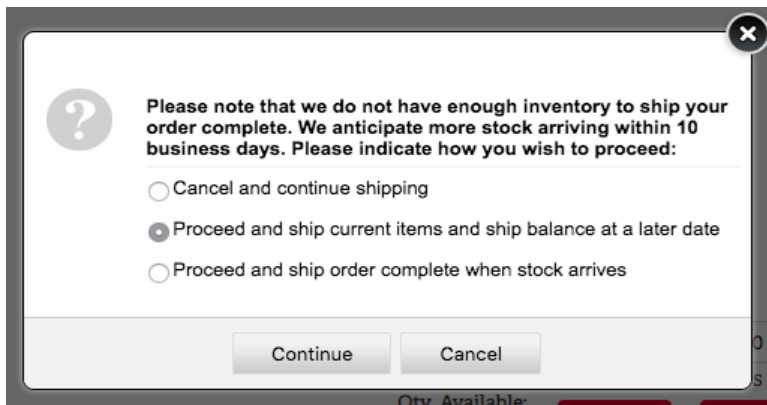 ?
Please note that we do not have enough inventory to ship your
order complete. We anticipate more stock arriving within 10
business days. Please indicate how you wish to proceed:
Cancel and continue shipping
Proceed and ship current items and ship balance at a later date
Proceed and ship order complete when stock arrives
Continue Cancel
Qty. Available: